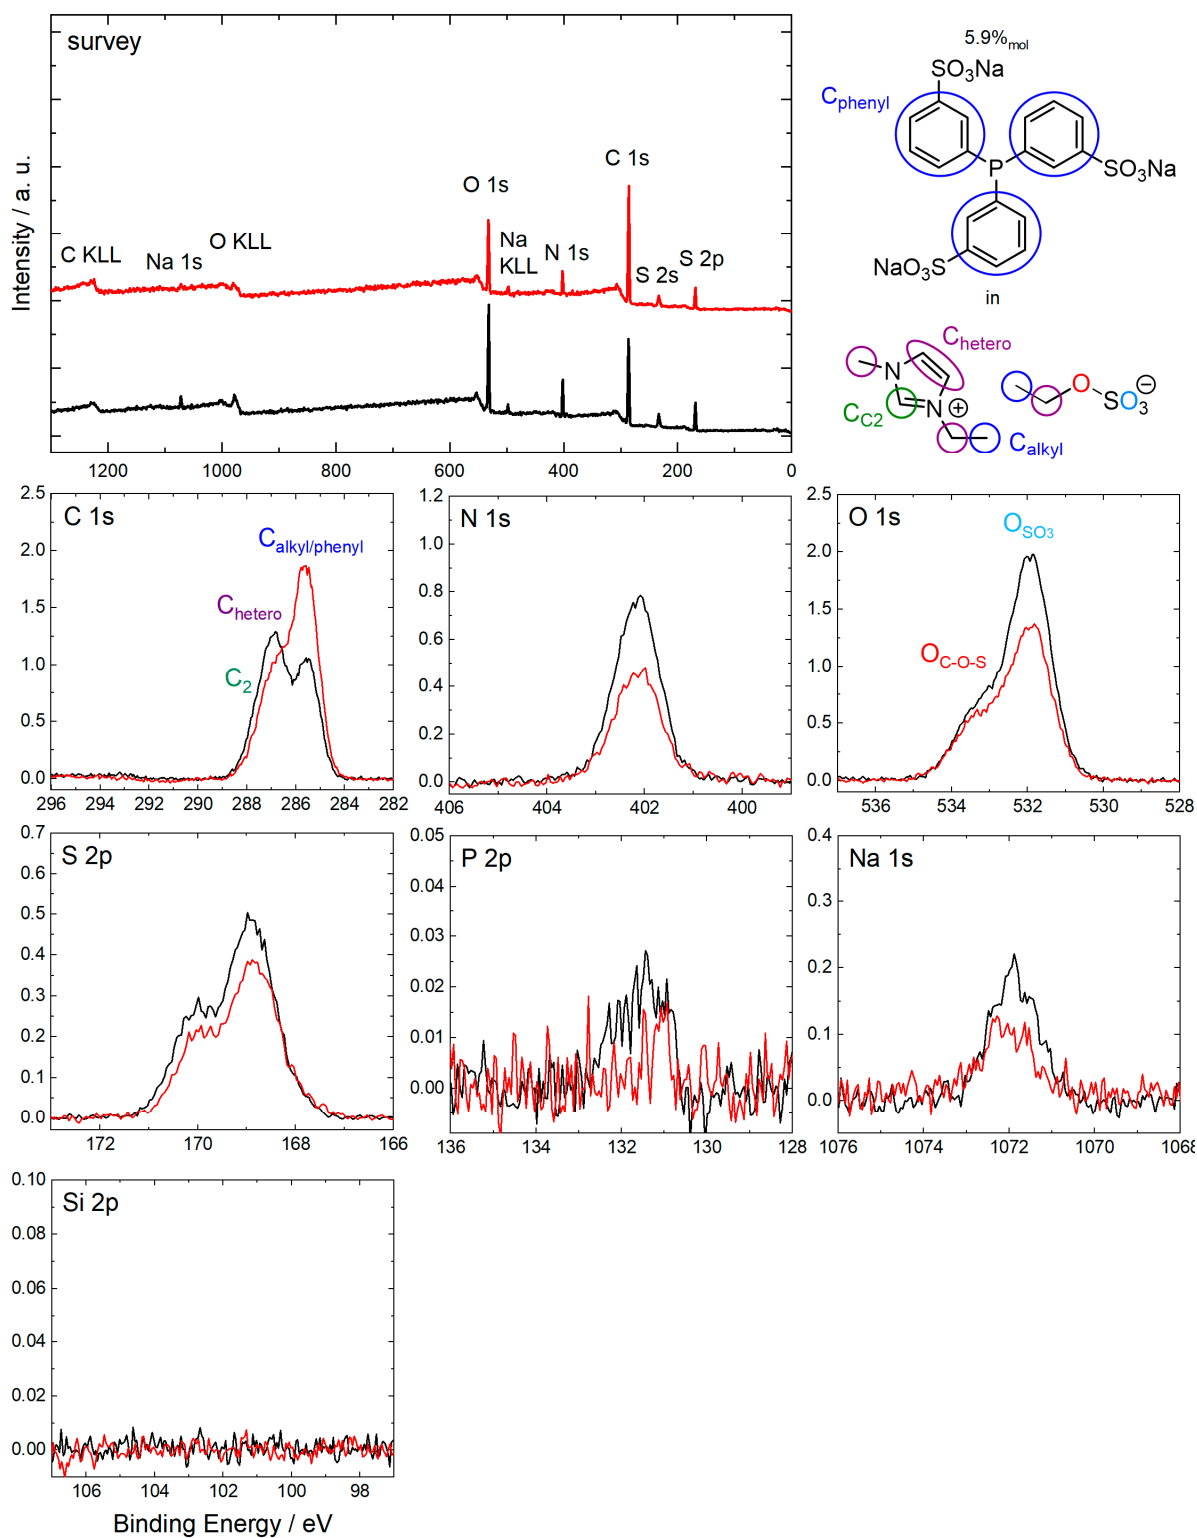 survey
Intensity / a. u.
C KLL
Na 1s
O KLL
O 1s
Na
KLL
N 1s
C 1s
S 2s
S 2p
1200
1000
800
600
400
200
0
5.9%mol
SO3Na
Cphenyl
P
SO3Na
NaO3S
in
Chetero
N
N
+
CC2
Calkyl
O
SO3
−
C 1s
Calkyl/phenyl
Chetero
C2
2.5
2.0
1.5
1.0
0.5
0.0
296
294
292
290
288
286
284
282
N 1s
1.2
1.0
0.8
0.6
0.4
0.2
0.0
406
404
402
400
O 1s
OSO3
OC-O-S
2.5
2.0
1.5
1.0
0.5
0.0
536
534
532
530
528
S 2p
0.7
0.6
0.5
0.4
0.3
0.2
0.1
0.0
172
170
168
166
P 2p
0.05
0.04
0.03
0.02
0.01
0.00
136
134
132
130
128
Na 1s
0.4
0.3
0.2
0.1
0.0
1076
1074
1072
1070
1068
Si 2p
0.10
0.08
0.06
0.04
0.02
0.00
106
104
102
100
98
Binding Energy / eV